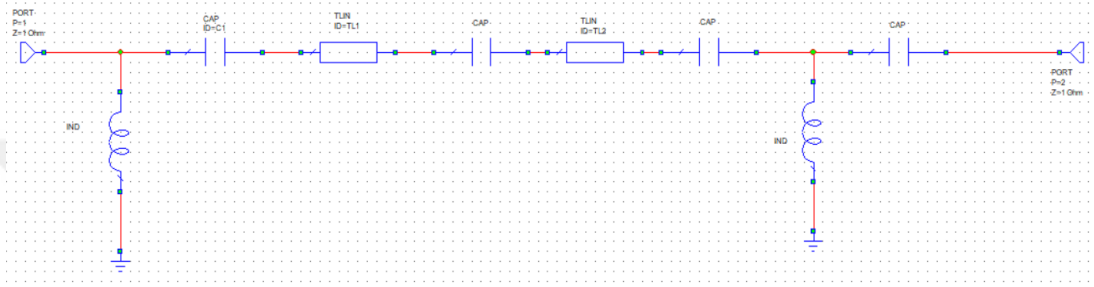 PORT
P=1
Z=1 Ohm
CAP
ID=C1
TLIN
ID=TL1
CAP
TLIN
ID=TL2
CAP
CAP
PORT
P=2
Z=1 Ohm
IND
IND